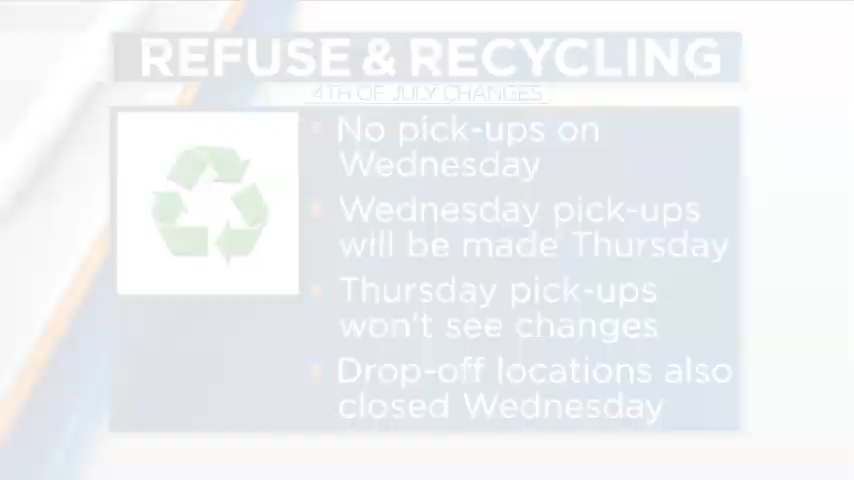 REFUSE & RECYCLING
4TH OF JULY CHANGES
• No pick-ups on
Wednesday
• Wednesday pick-ups
will be made Thursday
• Thursday pick-ups
won't see changes
• Drop-off locations also
closed Wednesday